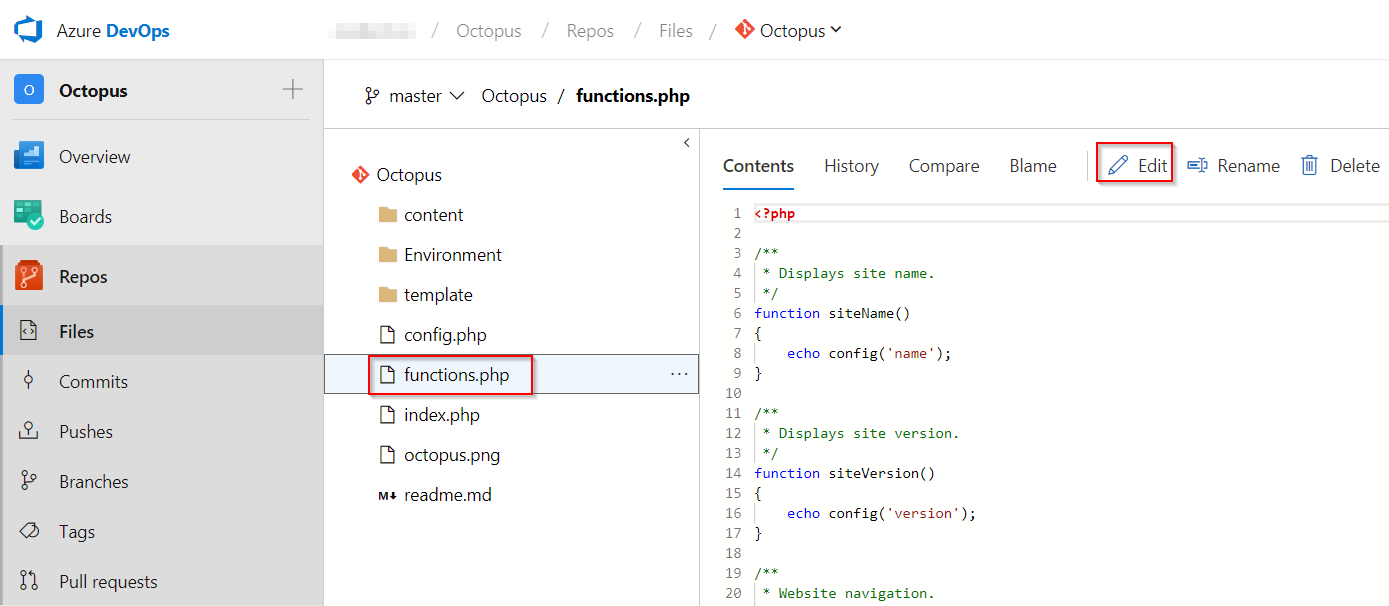 Azure DevOps / Octopus / Repos / Files / Octopus
O Octopus
Overview
Boards
Repos
Files
Commits
Pushes
Branches
Tags
Pull requests
master Octopus / functions.php
Octopus
content
Environment
template
config.php
functions.php ...
index.php
octopus.png
M↓ readme.md
Contents History Compare Blame Edit Rename Delete
1 <?php
2
3 /**
4 * Displays site name.
5 */
6 function siteName()
7 {
8 echo config('name');
9 }
10
11 /**
12 * Displays site version.
13 */
14 function siteVersion()
15 {
16 echo config('version');
17 }
18
19 /**
20 * Website navigation.